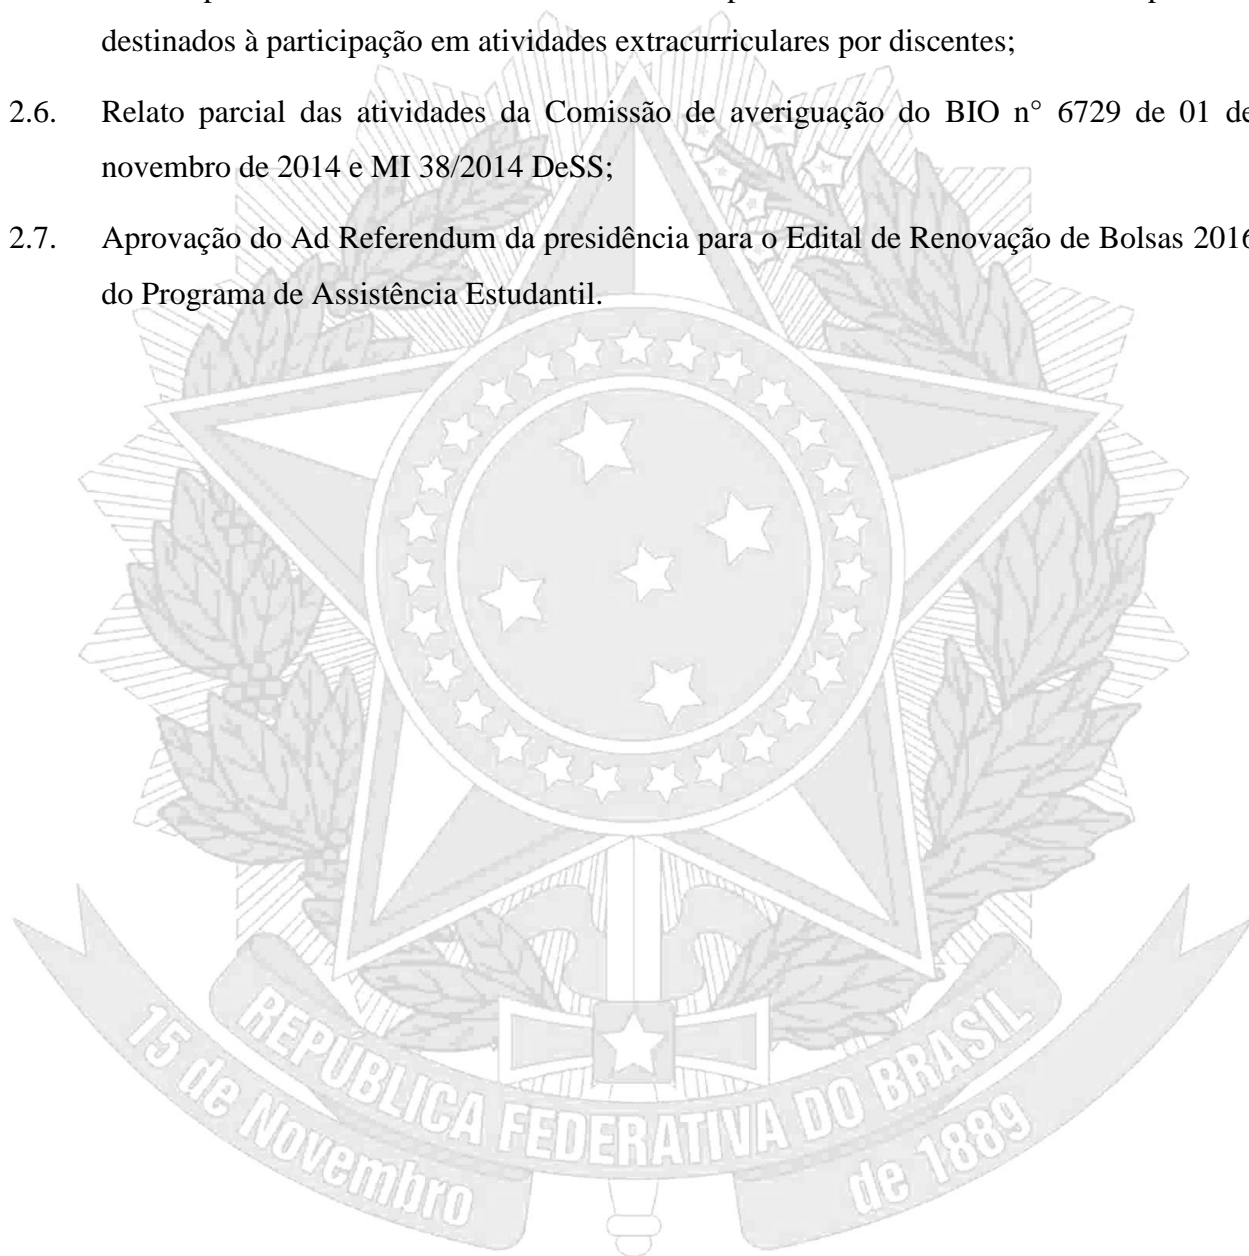 destinados à participação em atividades extracurriculares por discentes;
2.6. Relato parcial das atividades da Comissão de averiguação do BIO n° 6729 de 01 de
novembro de 2014 e MI 38/2014 DeSS;
2.7. Aprovação do Ad Referendum da presidência para o Edital de Renovação de Bolsas 2016
do Programa de Assistência Estudantil.
REPÚBLICA FEDERATIVA DO BRASIL
15 de Novembro de 1889